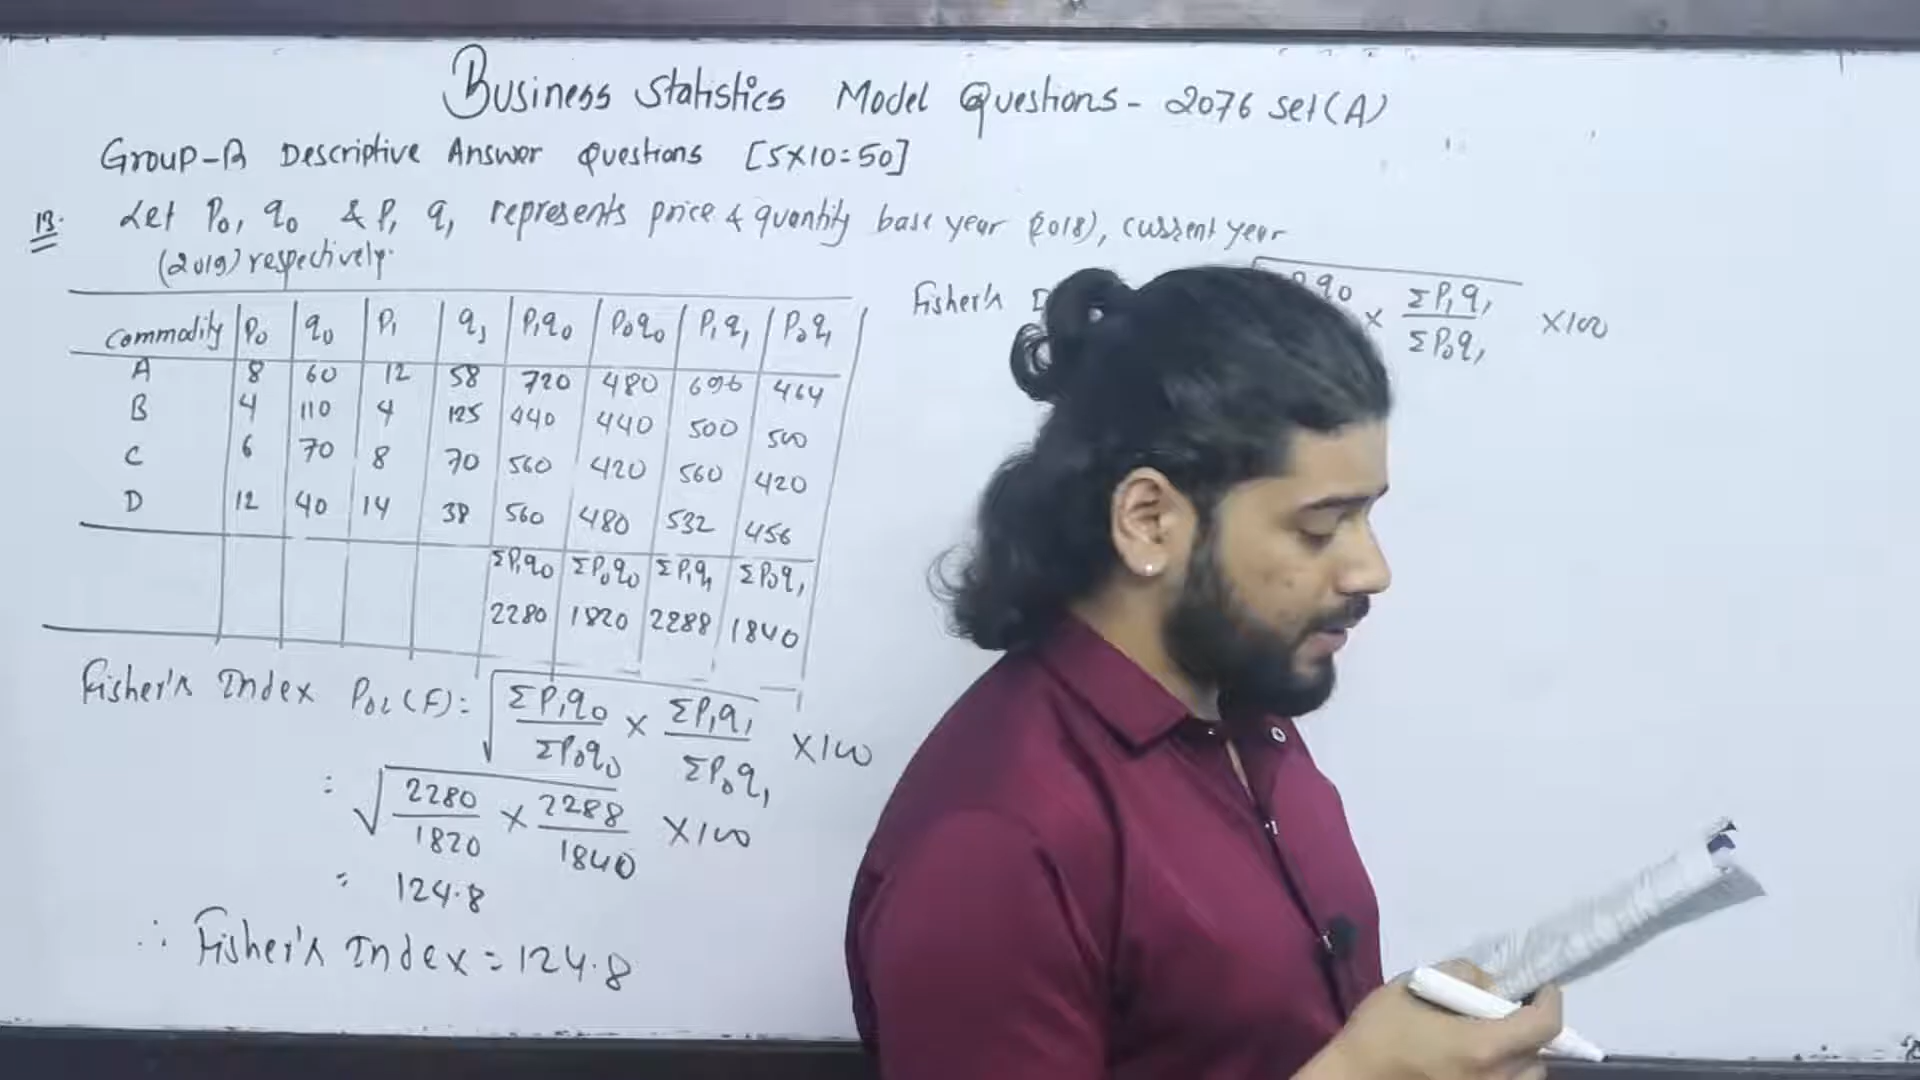 Business Statistics Model Questions - 2076 Set(A)
Group-B Descriptive Answer Questions [5X10=50]
13. Let P₀, q₀ & P₁ q₁ represents price & quantity base year (2018), current year
(2019) respectively.
Commodity P₀ q₀ P₁ q₁ P₁q₀ P₀q₀ P₁q₁ P₀q₁
A 8 60 12 58 720 480 696 464
B 4 110 4 125 440 440 500 500
C 6 70 8 70 560 420 560 420
D 12 40 14 38 560 480 532 456
ΣP₁q₀ ΣP₀q₀ ΣP₁q₁ ΣP₀q₁
2280 1820 2288 1840
Fisher's Index P₀₁(F) = √(ΣP₁q₀/ΣP₀q₀ × ΣP₁q₁/ΣP₀q₁) ×100
= √(2280/1820 × 2288/1840) ×100
= 124.8
∴ Fisher's Index = 124.8
Fisher's
q₀ × ΣP₁q₁/ΣP₀q₁ ×100